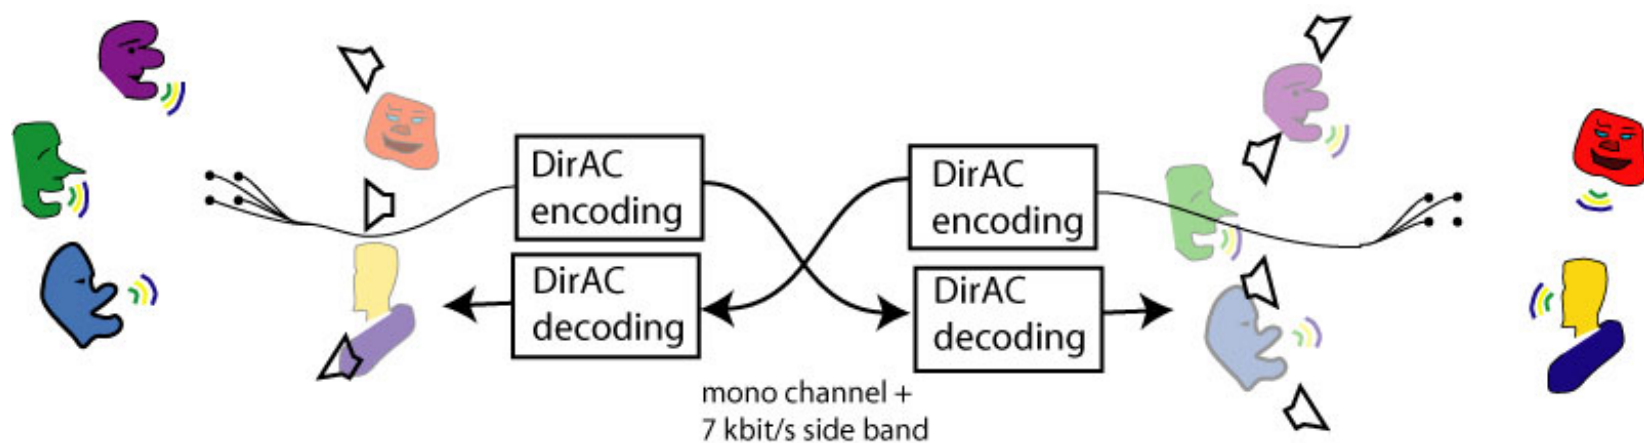 DirAC
encoding
DirAC
encoding
DirAC
decoding
DirAC
decoding
mono channel +
7 kbit/s side band